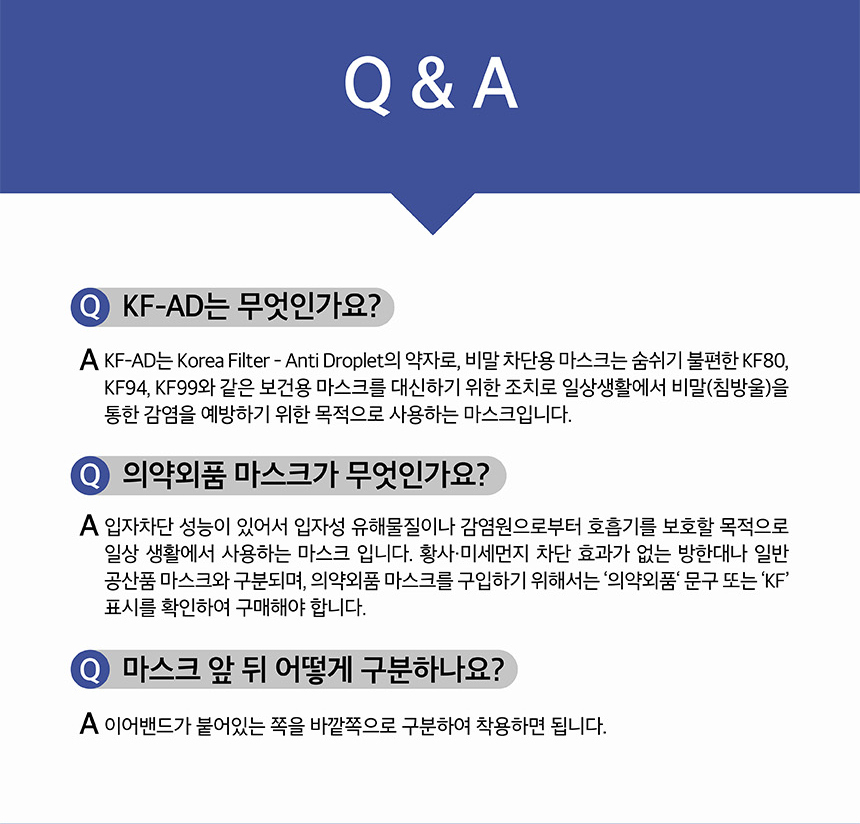 Q & A
Q KF-AD는 무엇인가요?
A KF-AD는 Korea Filter - Anti Droplet의 약자로, 비말 차단용 마스크는 숨쉬기 불편한 KF80,
KF94, KF99와 같은 보건용 마스크를 대신하기 위한 조치로 일상생활에서 비말(침방울)을
통한 감염을 예방하기 위한 목적으로 사용하는 마스크입니다.
Q 의약외품 마스크가 무엇인가요?
A 입자차단 성능이 있어서 입자성 유해물질이나 감염원으로부터 호흡기를 보호할 목적으로
일상 생활에서 사용하는 마스크 입니다. 황사·미세먼지 차단 효과가 없는 방한대나 일반
공산품 마스크와 구분되며, 의약외품 마스크를 구입하기 위해서는 ‘의약외품‘ 문구 또는 ‘KF’
표시를 확인하여 구매해야 합니다.
Q 마스크 앞 뒤 어떻게 구분하나요?
A 이어밴드가 붙어있는 쪽을 바깥쪽으로 구분하여 착용하면 됩니다.